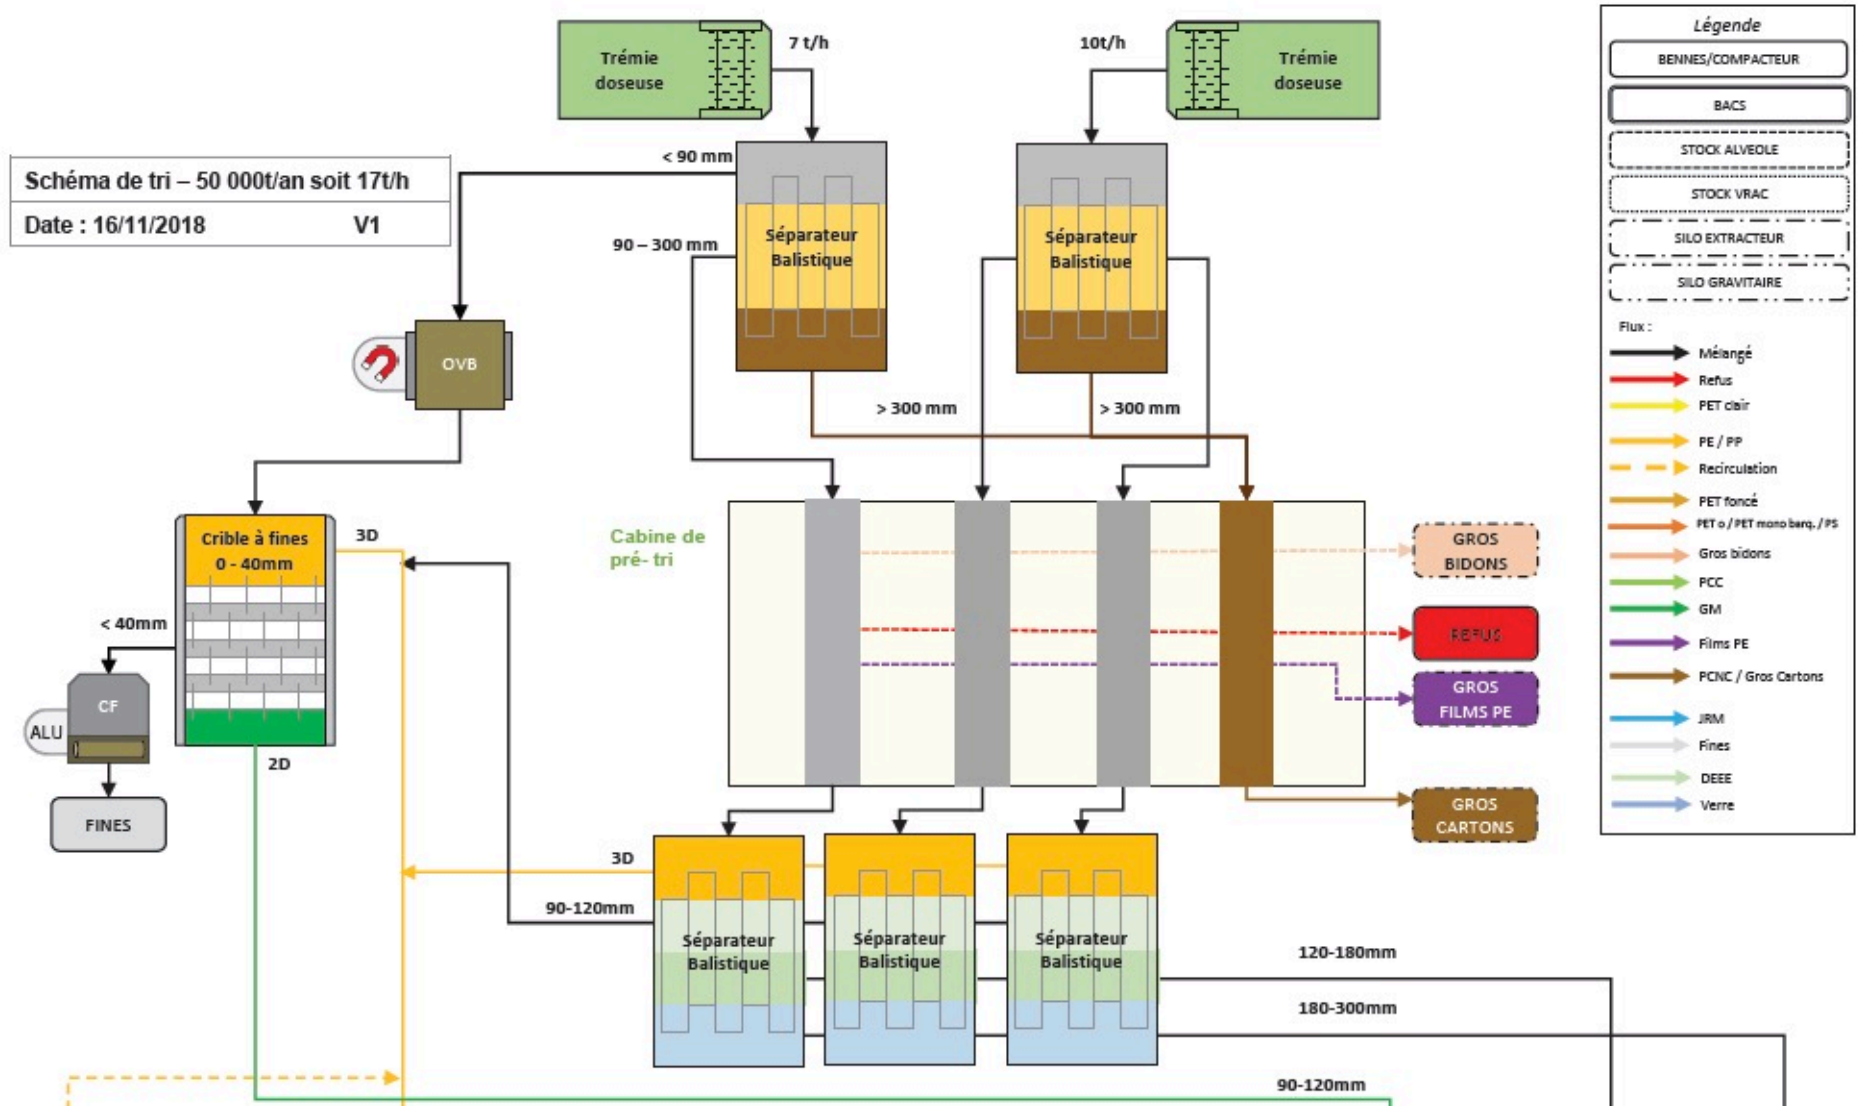 Trémie
doseuse
7 t/h
10t/h
Trémie
doseuse
Schéma de tri – 50 000t/an soit 17t/h
Date : 16/11/2018 V1
< 90 mm
90 – 300 mm
Séparateur
Balistique
Séparateur
Balistique
OVB
> 300 mm
> 300 mm
Crible à fines
0 - 40mm
3D
< 40mm
CF
ALU
2D
FINES
Cabine de
pré- tri
GROS
BIDONS
REFUS
GROS
FILMS PE
GROS
CARTONS
3D
90-120mm
Séparateur
Balistique
Séparateur
Balistique
Séparateur
Balistique
120-180mm
180-300mm
90-120mm
Légende
BENNES/COMPACTEUR
BACS
STOCK ALVEOLE
STOCK VRAC
SILO EXTRACTEUR
SILO GRAVITAIRE
Flux :
Mélangé
Refus
PET clair
PE / PP
Recirculation
PET foncé
PET o / PET mono barq. / PS
Gros bidons
PCC
GM
Films PE
PCNC / Gros Cartons
JRM
Fines
DEEE
Verre